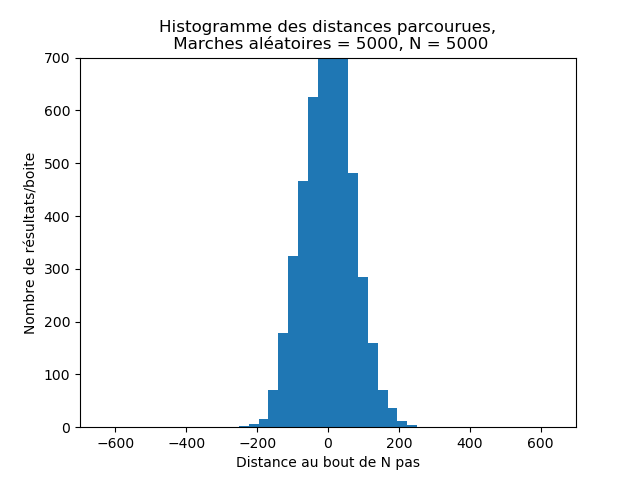 Histogramme des distances parcourues,
Marches aléatoires = 5000, N = 5000
700
600
500
400
300
200
100
0
Nombre de résultats/boite
−600 −400 −200 0 200 400 600
Distance au bout de N pas